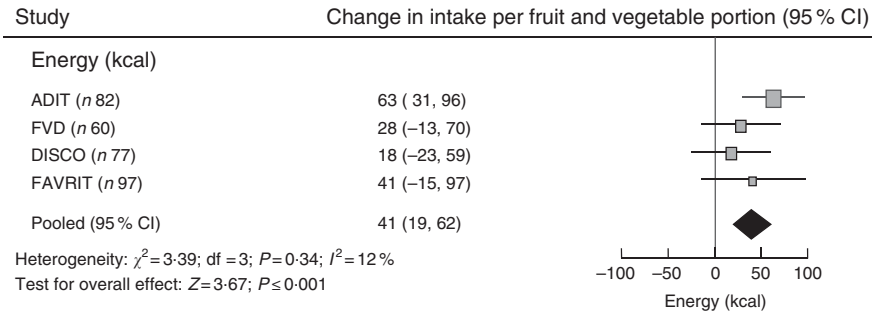 Study Change in intake per fruit and vegetable portion (95 % CI)
Energy (kcal)
ADIT (n 82) 63 ( 31, 96)
FVD (n 60) 28 (–13, 70)
DISCO (n 77) 18 (–23, 59)
FAVRIT (n 97) 41 (–15, 97)
Pooled (95 % CI) 41 (19, 62)
Heterogeneity: χ²=3·39; df =3; P=0·34; I²=12 %
Test for overall effect: Z=3·67; P≤0·001
–100 –50 0 50 100
Energy (kcal)